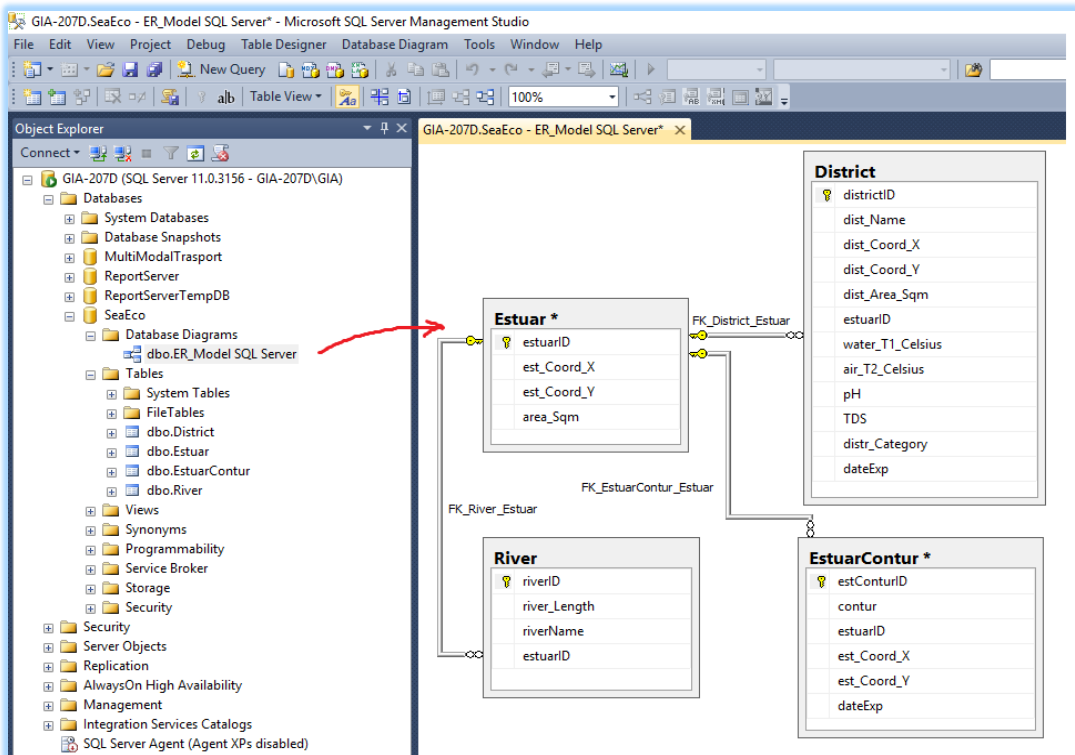 GIA-207D.SeaEco - ER_Model SQL Server* - Microsoft SQL Server Management Studio
File Edit View Project Debug Table Designer Database Diagram Tools Window Help
New Query
ab Table View 100%
Object Explorer
Connect
GIA-207D (SQL Server 11.0.3156 - GIA-207D\GIA)
Databases
System Databases
Database Snapshots
MultiModalTrasport
ReportServer
ReportServerTempDB
SeaEco
Database Diagrams
dbo.ER_Model SQL Server
Tables
System Tables
FileTables
dbo.District
dbo.Estuar
dbo.EstuarContur
dbo.River
Views
Synonyms
Programmability
Service Broker
Storage
Security
Security
Server Objects
Replication
AlwaysOn High Availability
Management
Integration Services Catalogs
SQL Server Agent (Agent XPs disabled)
GIA-207D.SeaEco - ER_Model SQL Server*
Estuar *
estuarID
est_Coord_X
est_Coord_Y
area_Sqm
FK_District_Estuar
District
districtID
dist_Name
dist_Coord_X
dist_Coord_Y
dist_Area_Sqm
estuarID
water_T1_Celsius
air_T2_Celsius
pH
TDS
distr_Category
dateExp
FK_EstuarContur_Estuar
FK_River_Estuar
River
riverID
river_Length
riverName
estuarID
EstuarContur *
estConturID
contur
estuarID
est_Coord_X
est_Coord_Y
dateExp